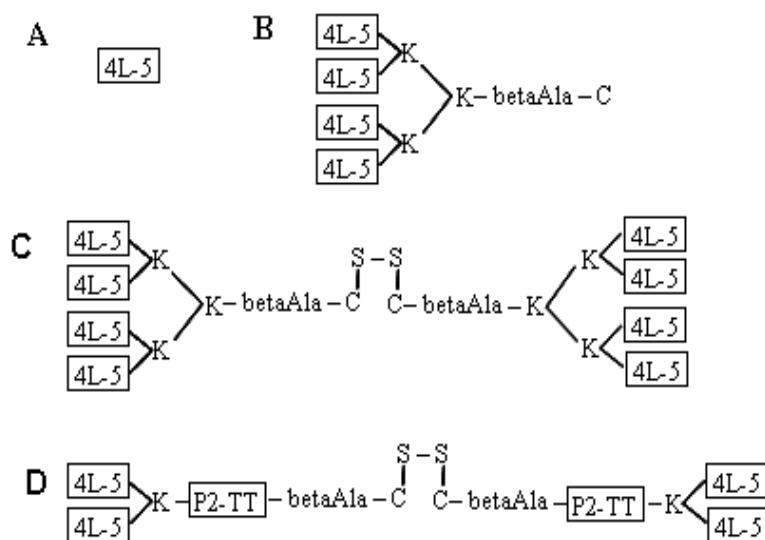 A
4L-5
B
4L-5
4L-5
4L-5
4L-5
K
K
K – betaAla – C
C
4L-5
4L-5
4L-5
4L-5
K
K
K – betaAla – C
S – S
C – betaAla – K
K
K
4L-5
4L-5
4L-5
4L-5
D
4L-5
4L-5
K – P2-TT – betaAla – C
S – S
C – betaAla – P2-TT – K
4L-5
4L-5